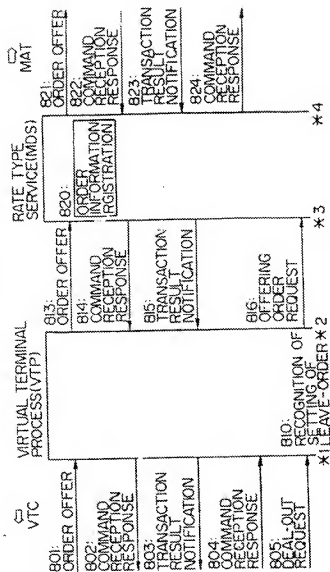 ⇦
VTC
801:
ORDER OFFER
802:
COMMAND
RECEPTION
RESPONSE
803:
TRANSACTION
RESULT
NOTIFICATION
804:
COMMAND
RECEPTION
RESPONSE
805:
DEAL-OUT
REQUEST
VIRTUAL TERMINAL
PROCESS(VTP)
810:
RECOGNITION OF
SETTING OF
*1 LEAVE-ORDER *2
813:
ORDER OFFER
814:
COMMAND
RECEPTION
RESPONSE
815:
TRANSACTION
RESULT
NOTIFICATION
816:
OFFERING
ORDER
REQUEST
RATE TYPE
SERVICE(MDS)
820:
ORDER
INFORMATION
RGISTRATION
*3
⇨
MAT
821:
ORDER OFFER
822:
COMMAND
RECEPTION
RESPONSE
823:
TRANSACTION
RESULT
NOTIFICATION
824:
COMMAND
RECEPTION
RESPONSE
*4